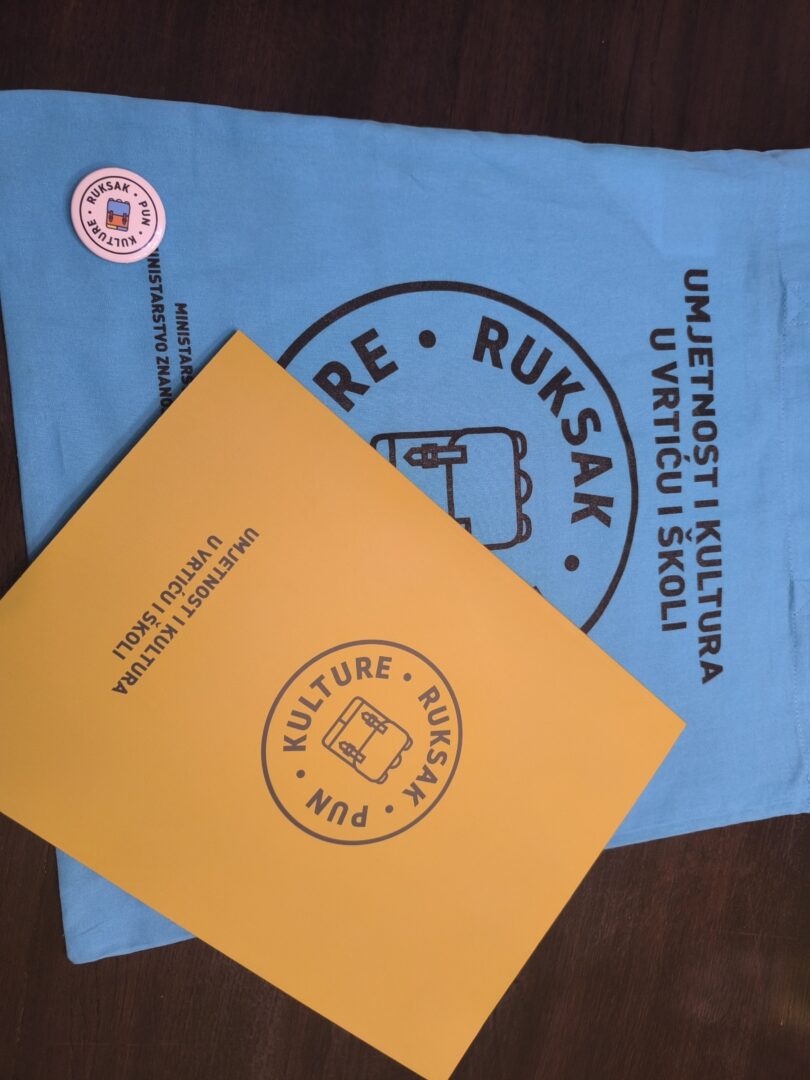 RUKSAK • PUN • KULTURE •
UMJETNOST I KULTURA
U VRTIĆU I ŠKOLI
RUKSAK •
RE •
MINISTARS
MINISTARSTVO ZNANO
UMJETNOST I KULTURA
U VRTIĆU I ŠKOLI
RUKSAK • PUN • KULTURE •